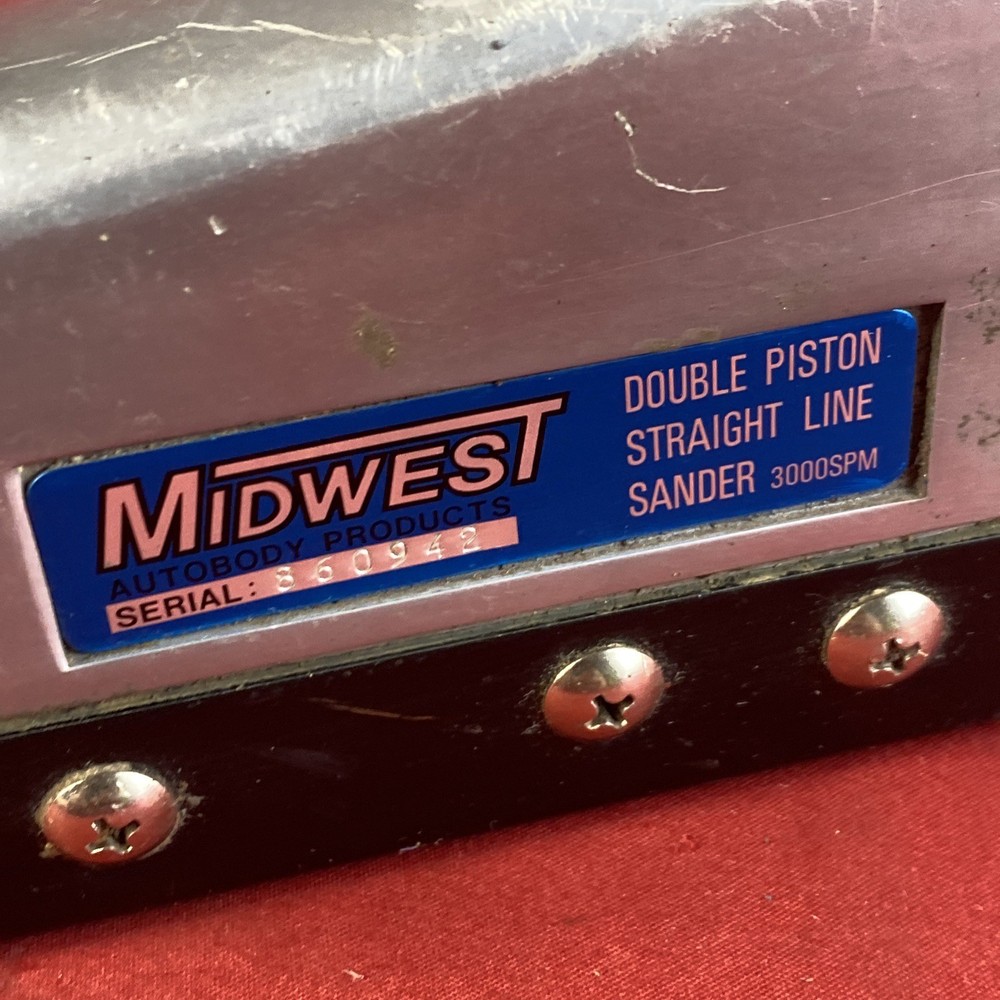 MIDWEST
AUTOBODY PRODUCTS
SERIAL: 860942
DOUBLE PISTON
STRAIGHT LINE
SANDER 3000SPM